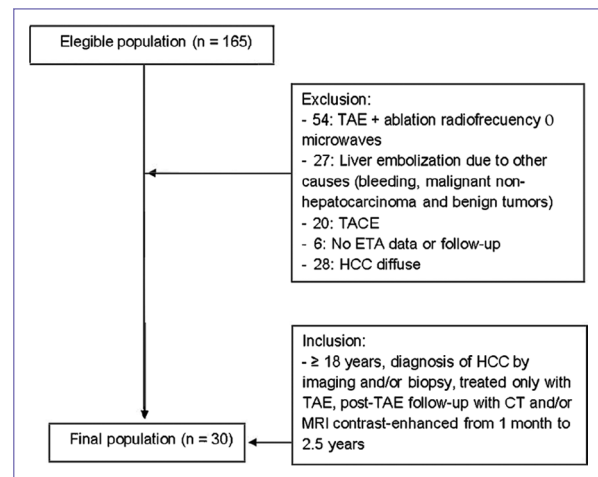 Elegible population (n = 165)
Exclusion:
- 54: TAE + ablation radiofrecuency 0
microwaves
- 27: Liver embolization due to other
causes (bleeding, malignant non-
hepatocarcinoma and benign tumors)
- 20: TACE
- 6: No ETA data or follow-up
- 28: HCC diffuse
Inclusion:
- ≥ 18 years, diagnosis of HCC by
imaging and/or biopsy, treated only with
TAE, post-TAE follow-up with CT and/or
MRI contrast-enhanced from 1 month to
2.5 years
Final population (n = 30)